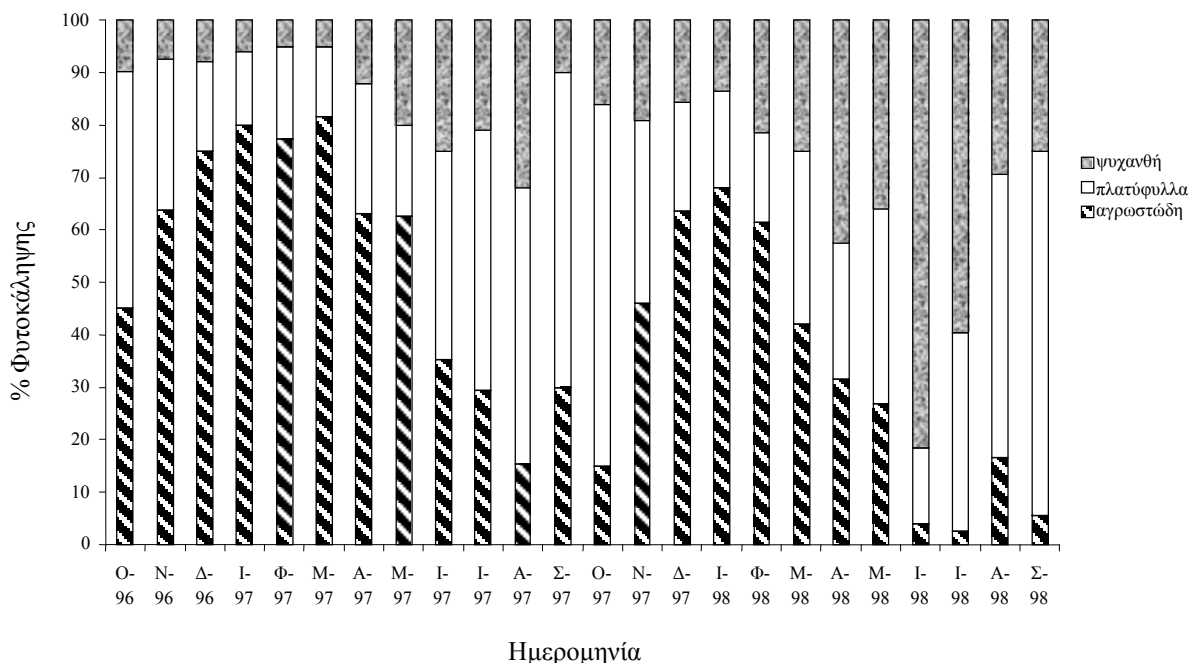 % Φυτοκάληψης
100
90
80
70
60
50
40
30
20
10
0
ψυχανθή
πλατύφυλλα
αγρωστώδη
Ο- Ν- Δ- Ι- Φ- Μ- Α- Μ- Ι- Ι- Α- Σ- Ο- Ν- Δ- Ι- Φ- Μ- Α- Μ- Ι- Ι- Α- Σ-
96 96 96 97 97 97 97 97 97 97 97 97 97 97 97 98 98 98 98 98 98 98 98 98
Ημερομηνία